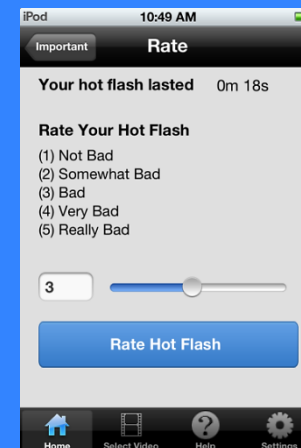 iPod 10:49 AM
Important Rate
Your hot flash lasted 0m 18s
Rate Your Hot Flash
(1) Not Bad
(2) Somewhat Bad
(3) Bad
(4) Very Bad
(5) Really Bad
3
Rate Hot Flash
Home Select Video Help Settings